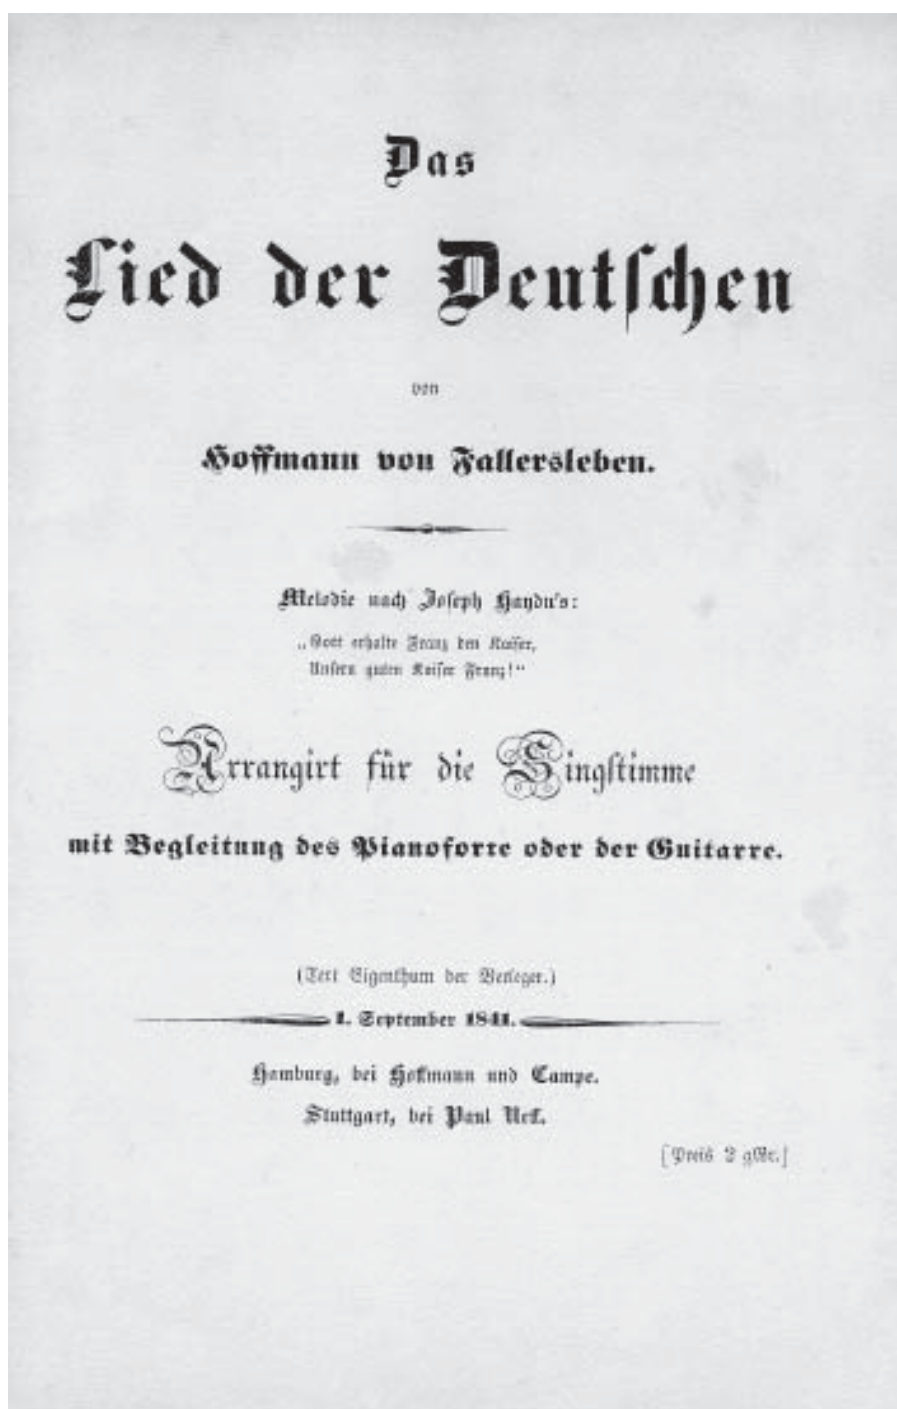 Das
Lied der Deutschen
von
Hoffmann von Fallersleben.
Melodie nach Joseph Haydn's:
„Gott erhalte Franz den Kaiser,
Unsern guten Kaiser Franz!“
Arrangirt für die Singstimme
mit Begleitung des Pianoforte oder der Guitarre.
(Text Eigenthum der Verleger.)
1. September 1841.
Hamburg, bei Hoffmann und Campe.
Stuttgart, bei Paul Neff.
[Preis 2 gGr.]